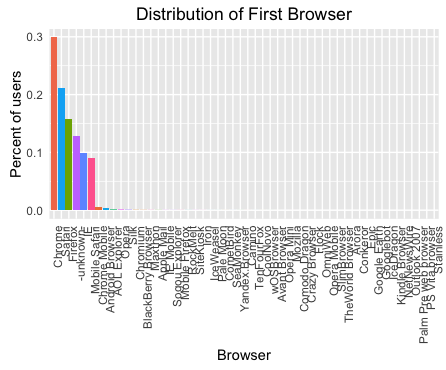 Distribution of First Browser
Percent of users
0.3
0.2
0.1
0.0
Chrome
Safari
Firefox
-unknown-
IE
Mobile Safari
Chrome Mobile
Android Browser
AOL Explorer
Opera
Silk
Chromium
BlackBerry Browser
Maxthon
Apple Mail
IE Mobile
Sogou Explorer
Mobile Firefox
RockMelt
SiteKiosk
Iron
IceWeasel
Pale Moon
CometBird
SeaMonkey
Yandex.Browser
Camino
TenFourFox
CoolNovo
wOSBrowser
Avant Browser
Opera Mini
Mozilla
Comodo Dragon
Crazy Browser
Flock
OmniWeb
Opera Mobile
SlimBrowser
TheWorld Browser
Arora
Conkeror
Epic
Google Earth
Googlebot
IceDragon
Kindle Browser
NetNewsWire
Outlook 2007
Palm Pre web browser
PS Vita browser
Stainless
Browser